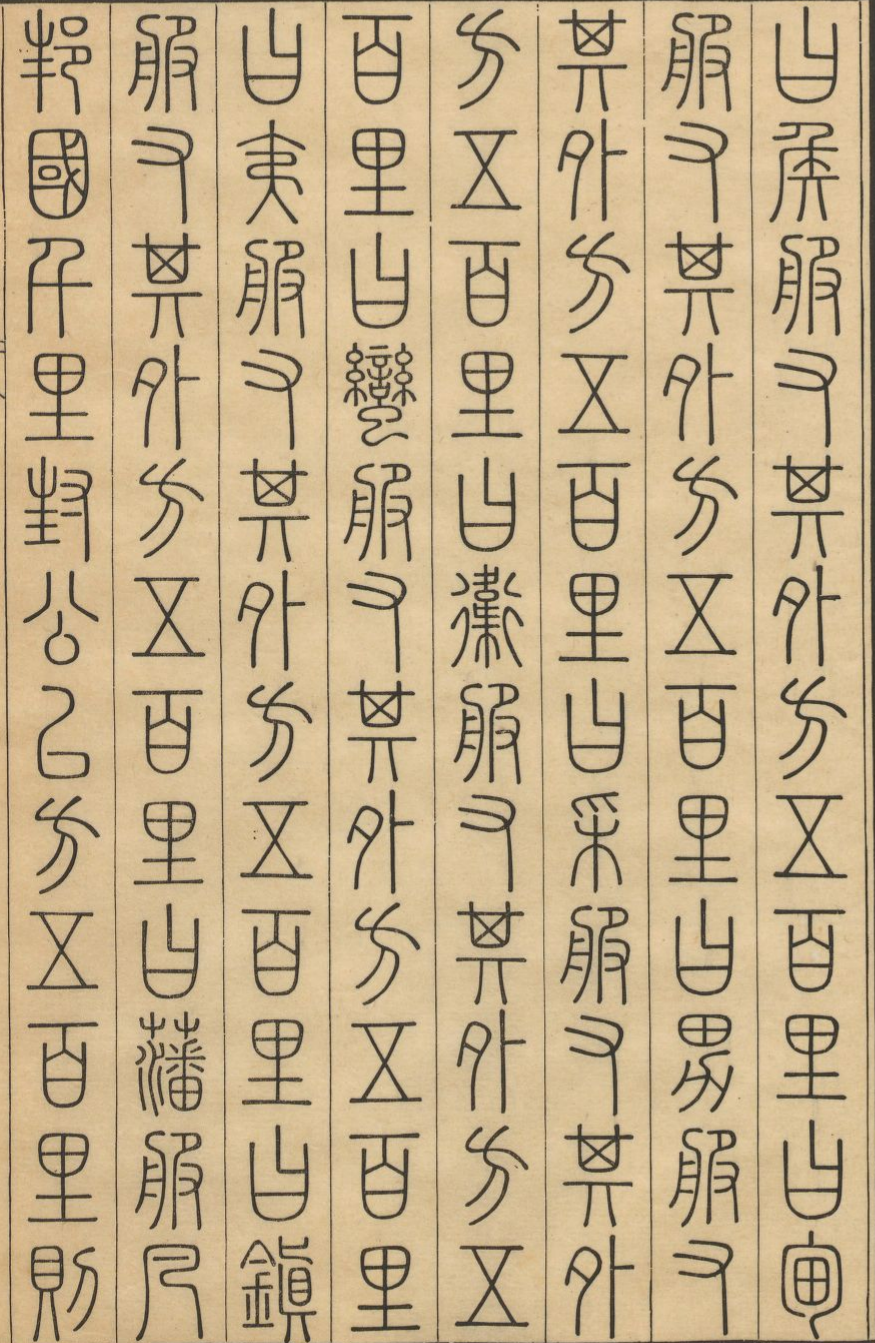 曰侯服又其外方五百里曰甸
服又其外方五百里曰男服又
其外方五百里曰采服又其外
方五百里曰衛服又其外方五
百里曰蠻服又其外方五百里
曰夷服又其外方五百里曰鎮
服又其外方五百里曰藩服凡
邦國千里封公以方五百里則